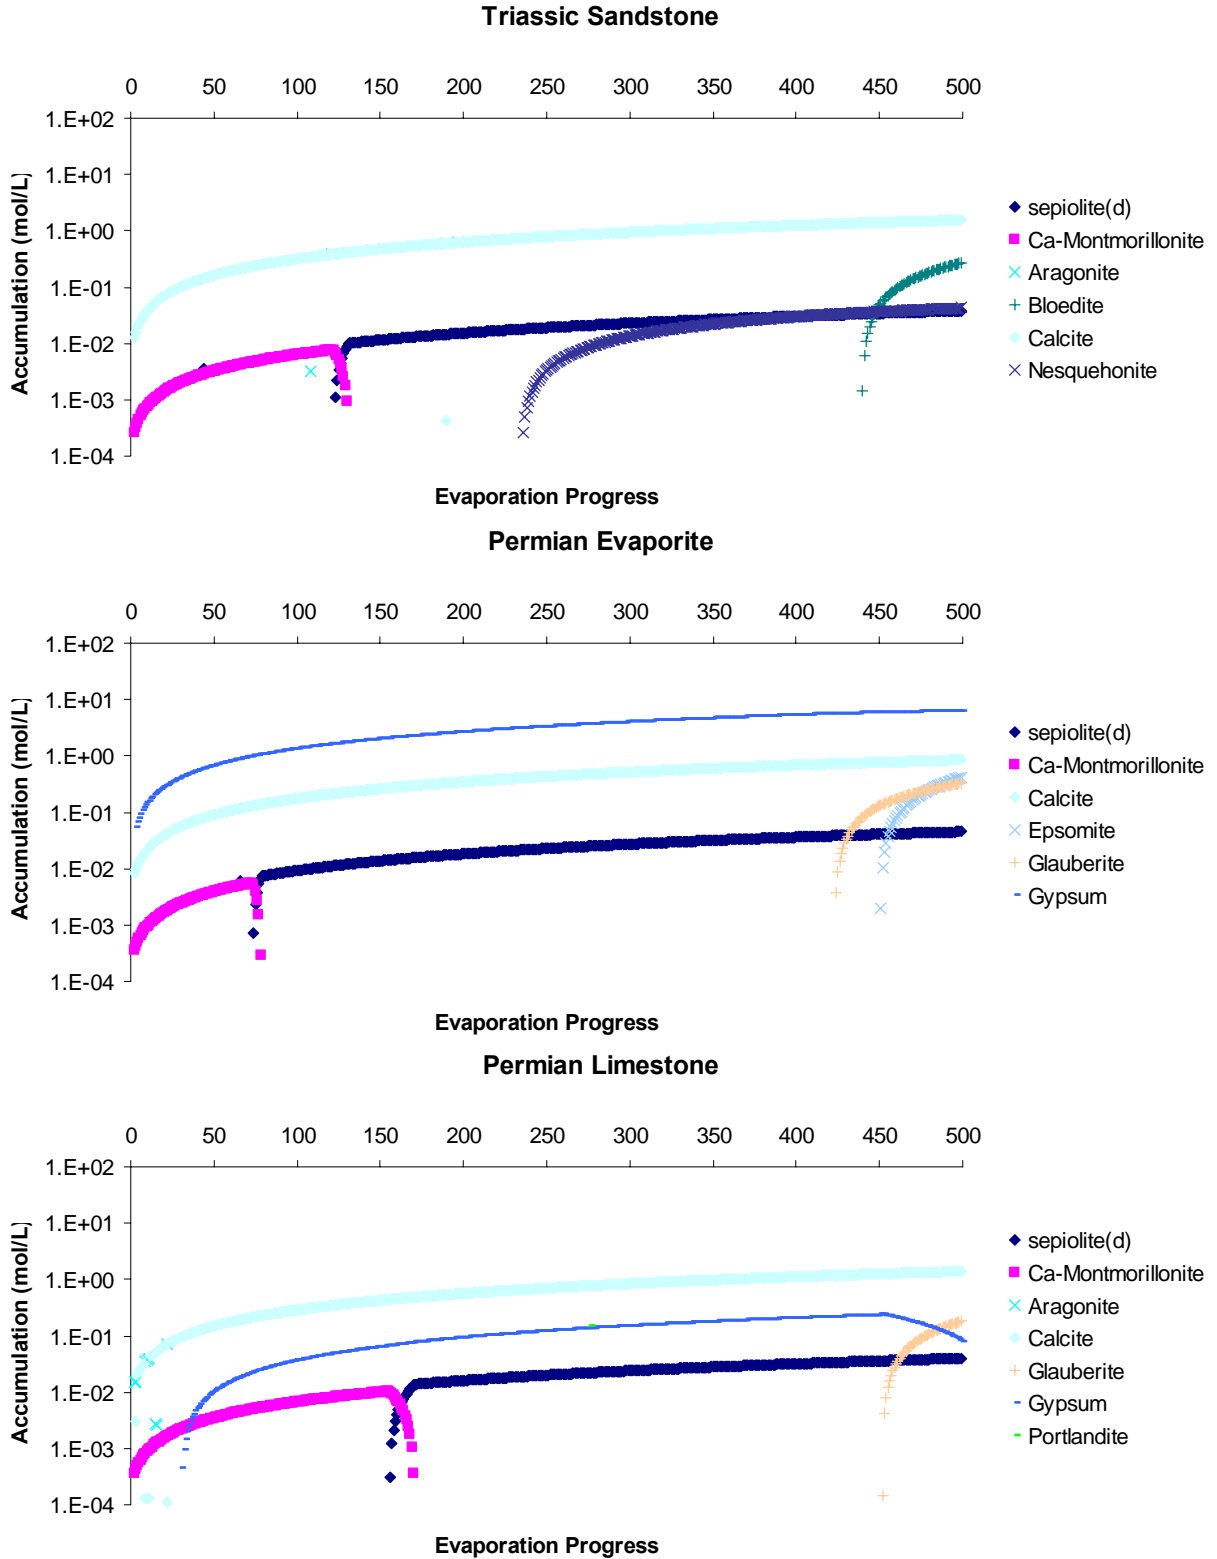 Triassic Sandstone
0 50 100 150 200 250 300 350 400 450 500
1.E+02
1.E+01
1.E+00
1.E-01
1.E-02
1.E-03
1.E-04
Accumulation (mol/L)
Evaporation Progress
sepiolite(d)
Ca-Montmorillonite
Aragonite
Bloedite
Calcite
Nesquehonite
Permian Evaporite
0 50 100 150 200 250 300 350 400 450 500
1.E+02
1.E+01
1.E+00
1.E-01
1.E-02
1.E-03
1.E-04
Accumulation (mol/L)
Evaporation Progress
sepiolite(d)
Ca-Montmorillonite
Calcite
Epsomite
Glauberite
Gypsum
Permian Limestone
0 50 100 150 200 250 300 350 400 450 500
1.E+02
1.E+01
1.E+00
1.E-01
1.E-02
1.E-03
1.E-04
Accumulation (mol/L)
Evaporation Progress
sepiolite(d)
Ca-Montmorillonite
Aragonite
Calcite
Glauberite
Gypsum
Portlandite